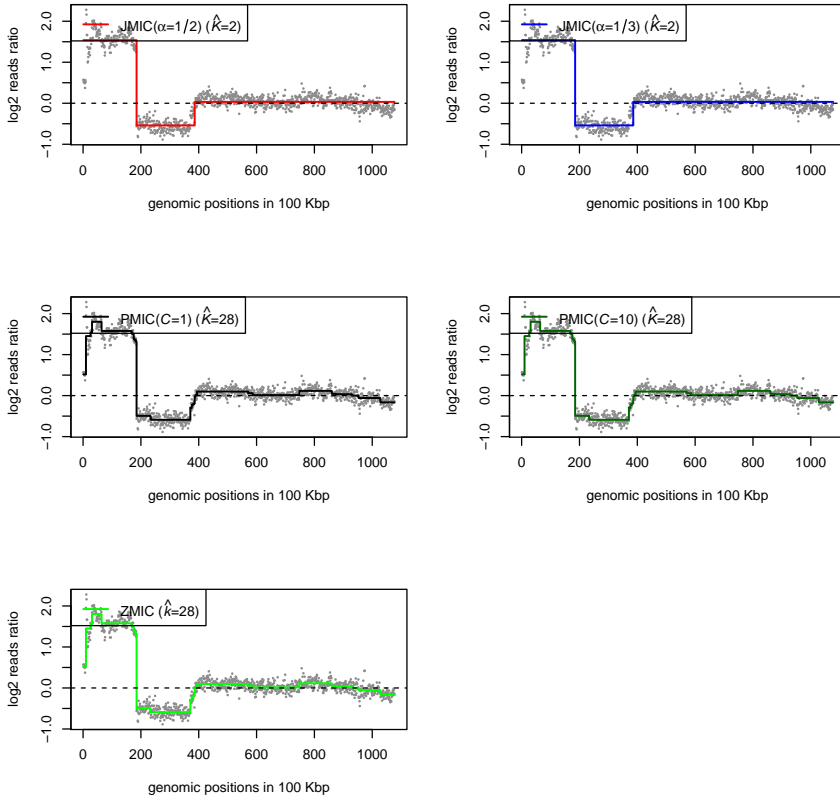 JMIC(α=1/2) (K̂=2)
log2 reads ratio
−1.0 0.0 1.0 2.0
0 200 400 600 800 1000
genomic positions in 100 Kbp
JMIC(α=1/3) (K̂=2)
log2 reads ratio
−1.0 0.0 1.0 2.0
0 200 400 600 800 1000
genomic positions in 100 Kbp
PMIC(C=1) (K̂=28)
log2 reads ratio
−1.0 0.0 1.0 2.0
0 200 400 600 800 1000
genomic positions in 100 Kbp
PMIC(C=10) (K̂=28)
log2 reads ratio
−1.0 0.0 1.0 2.0
0 200 400 600 800 1000
genomic positions in 100 Kbp
ZMIC (k̂=28)
log2 reads ratio
−1.0 0.0 1.0 2.0
0 200 400 600 800 1000
genomic positions in 100 Kbp